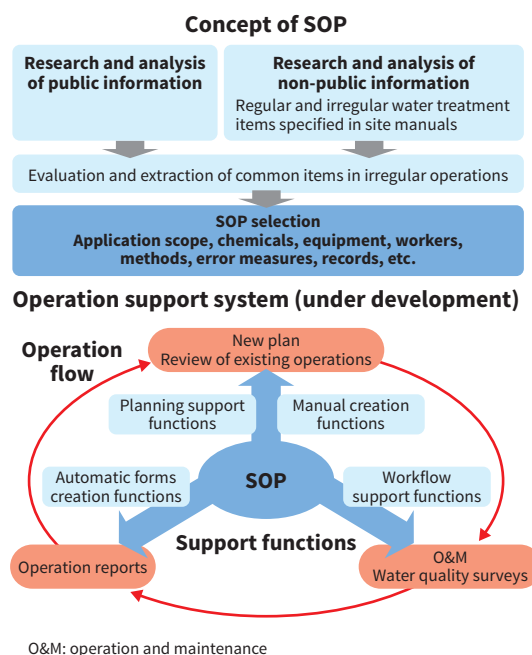 Concept of SOP
Research and analysis
of public information
Research and analysis of
non-public information
Regular and irregular water treatment
items specified in site manuals
Evaluation and extraction of common items in irregular operations
SOP selection
Application scope, chemicals, equipment, workers,
methods, error measures, records, etc.
Operation support system (under development)
Operation
flow
New plan
Review of existing operations
Planning support
functions
Manual creation
functions
Automatic forms
creation functions
SOP
Workflow
support functions
Support functions
Operation reports
O&M
Water quality surveys
O&M: operation and maintenance